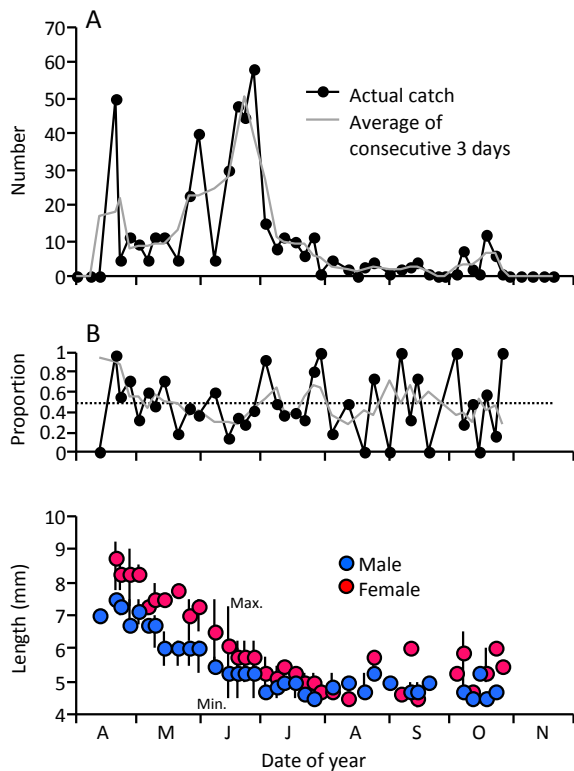 A
70
60
50
40
30
20
10
0
Number
Actual catch
Average of
consecutive 3 days
B
1
0.8
0.6
0.4
0.2
0
Proportion
10
9
8
7
6
5
4
Length (mm)
Male
Female
Max.
Min.
A M J J A S O N
Date of year